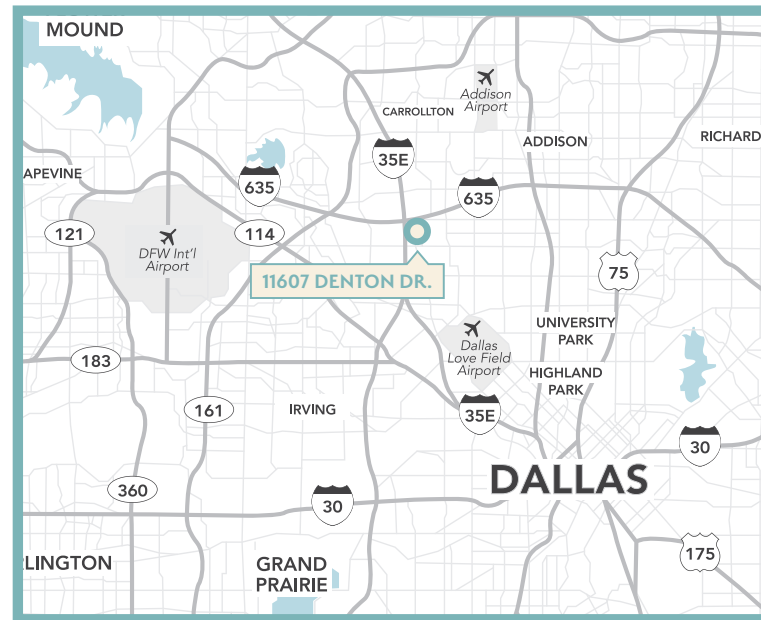 MOUND
Addison
Airport
CARROLLTON
ADDISON
RICHARD
35E
APEVINE
635
635
121
114
DFW Int'l
Airport
11607 DENTON DR.
75
UNIVERSITY
PARK
Dallas
Love Field
Airport
183
HIGHLAND
PARK
161
IRVING
35E
30
DALLAS
360
30
RLINGTON
GRAND
PRAIRIE
175